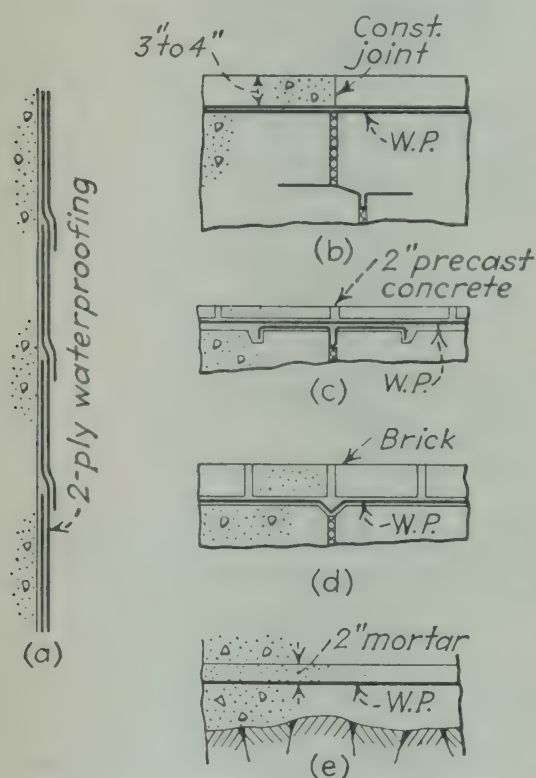 3" to 4"
Const.
joint
W.P.
(b)
2-ply waterproofing
(a)
2" precast
concrete
W.P.
(c)
Brick
W.P.
(d)
2" mortar
W.P.
(e)